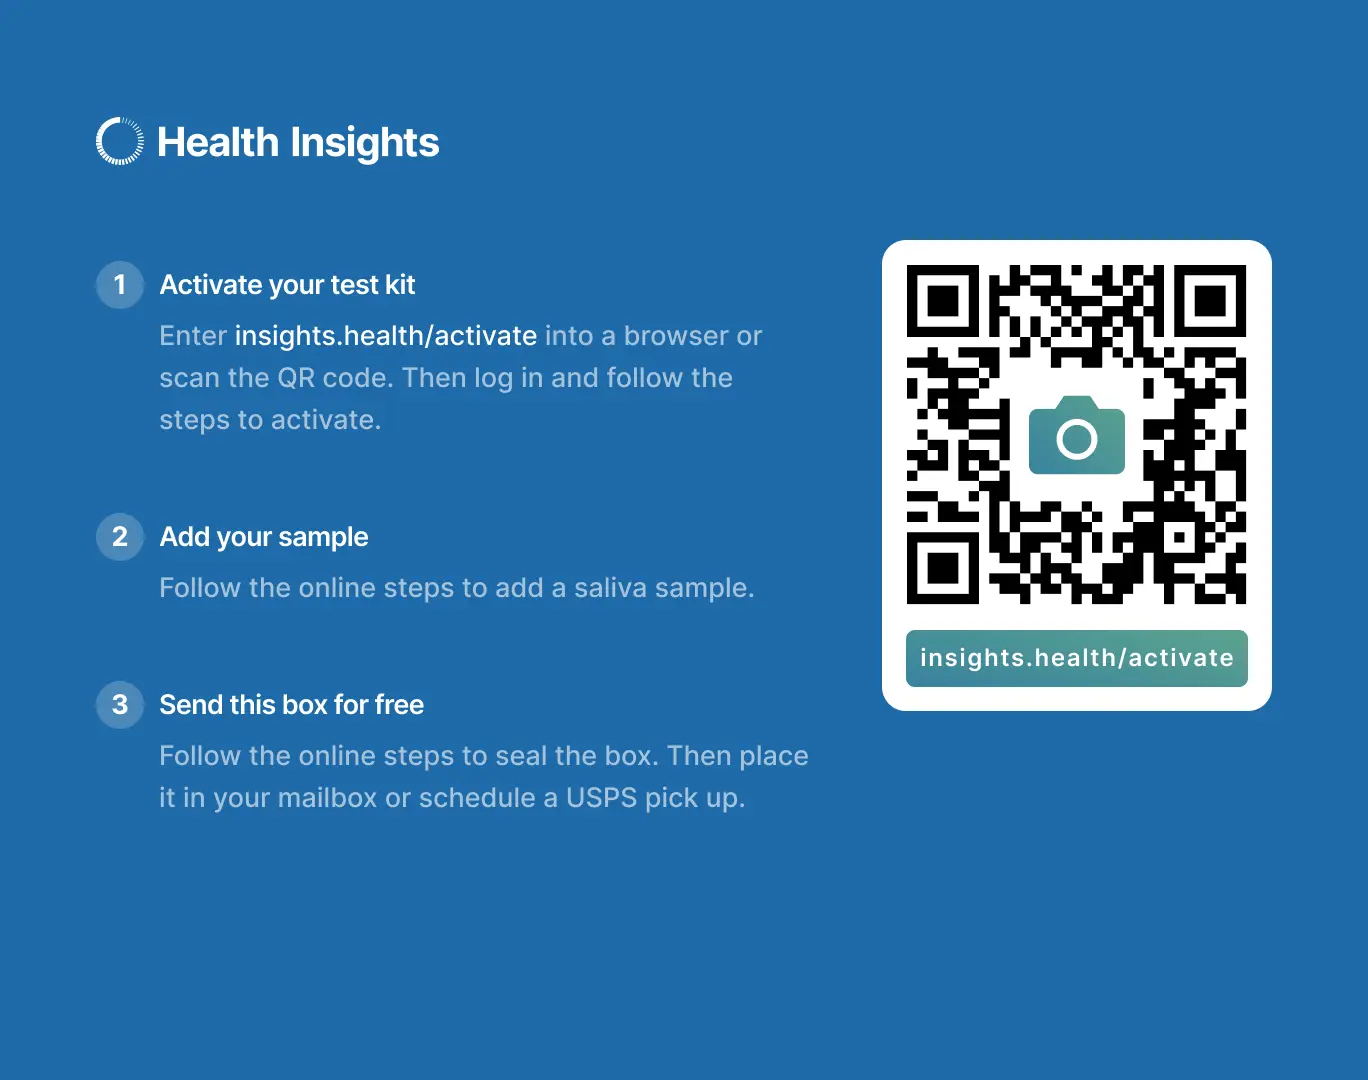 Health Insights
1 Activate your test kit
Enter insights.health/activate into a browser or
scan the QR code. Then log in and follow the
steps to activate.
2 Add your sample
Follow the online steps to add a saliva sample.
3 Send this box for free
Follow the online steps to seal the box. Then place
it in your mailbox or schedule a USPS pick up.
insights.health/activate